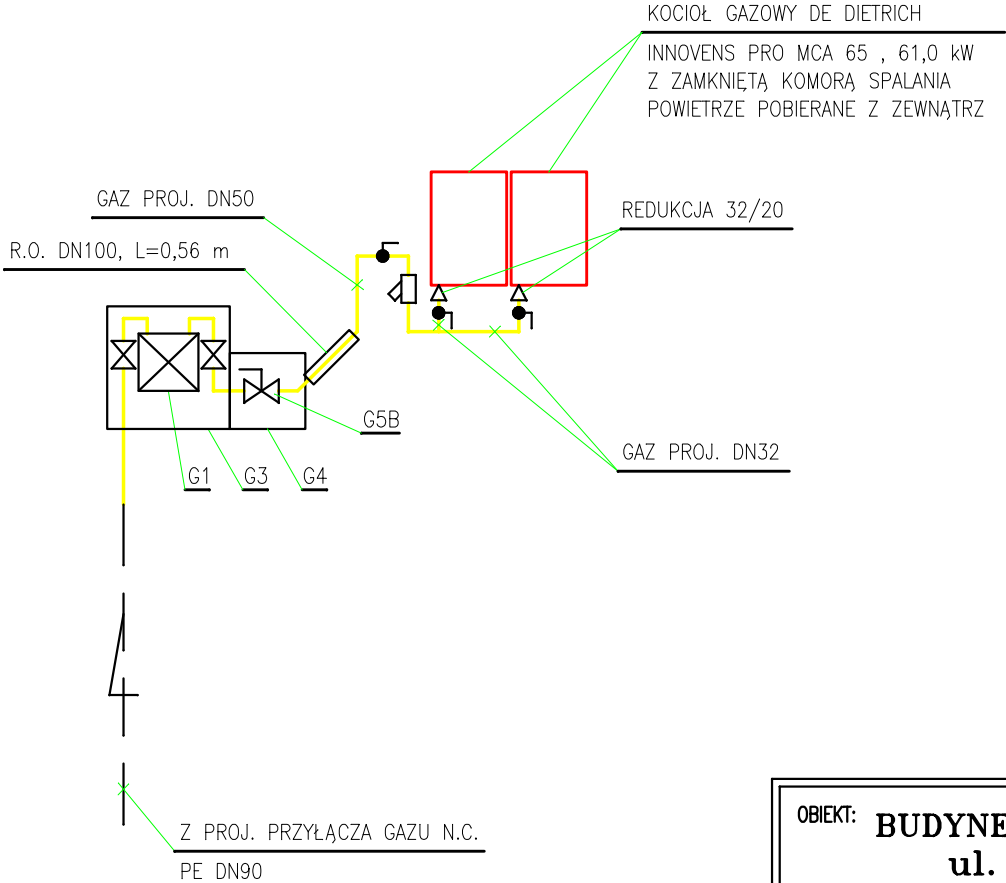 KOCIOŁ GAZOWY DE DIETRICH
INNOVENS PRO MCA 65 , 61,0 kW
Z ZAMKNIĘTĄ KOMORĄ SPALANIA
POWIETRZE POBIERANE Z ZEWNĄTRZ
GAZ PROJ. DN50
REDUKCJA 32/20
R.O. DN100, L=0,56 m
G5B
GAZ PROJ. DN32
G1
G3
G4
Z PROJ. PRZYŁĄCZA GAZU N.C.
PE DN90
OBIEKT: BUDYNE
ul.